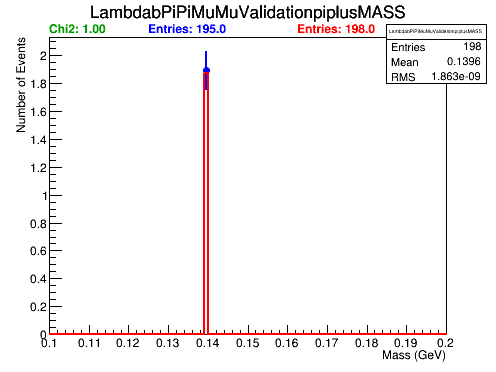 LambdabPiPiMuMuValidationpiplusMASS
Chi2: 1.00 Entries: 195.0 Entries: 198.0
LambdabPiPiMuMuValidationpiplusMASS
Entries 198
Mean 0.1396
RMS 1.863e-09
Number of Events
2
1.8
1.6
1.4
1.2
1
0.8
0.6
0.4
0.2
0
0.1 0.11 0.12 0.13 0.14 0.15 0.16 0.17 0.18 0.19 0.2
Mass (GeV)